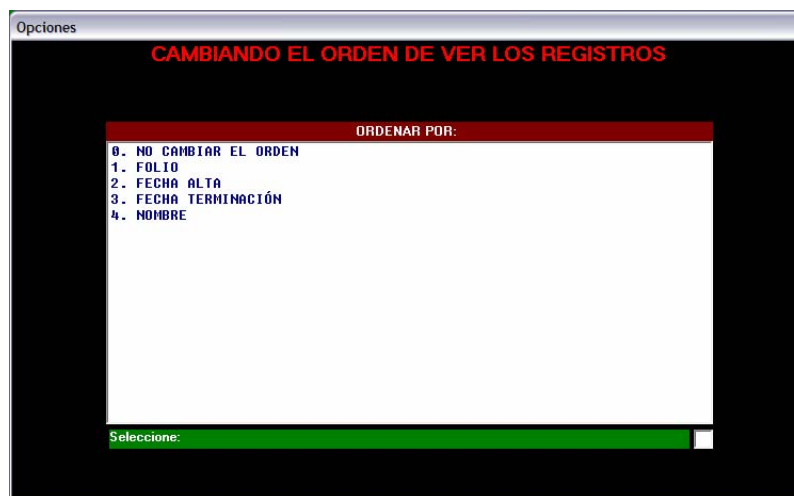 Opciones
CAMBIANDO EL ORDEN DE VER LOS REGISTROS
ORDENAR POR:
0. NO CAMBIAR EL ORDEN
1. FOLIO
2. FECHA ALTA
3. FECHA TERMINACIÓN
4. NOMBRE
Seleccione: